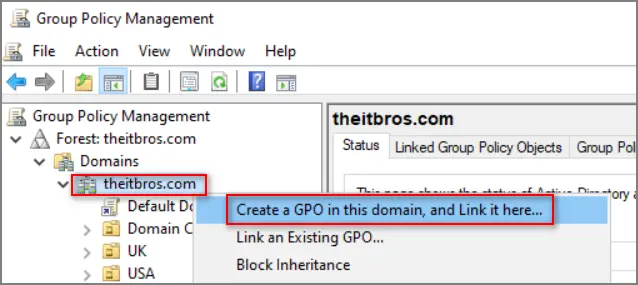 Group Policy Management
File Action View Window Help
Group Policy Management
Forest: theitbros.com
Domains
theitbros.com
Default Do
Domain C
UK
USA
theitbros.com
Status Linked Group Policy Objects Group Pol
This page shows the status of Active Directory a
Create a GPO in this domain, and Link it here...
Link an Existing GPO...
Block Inheritance